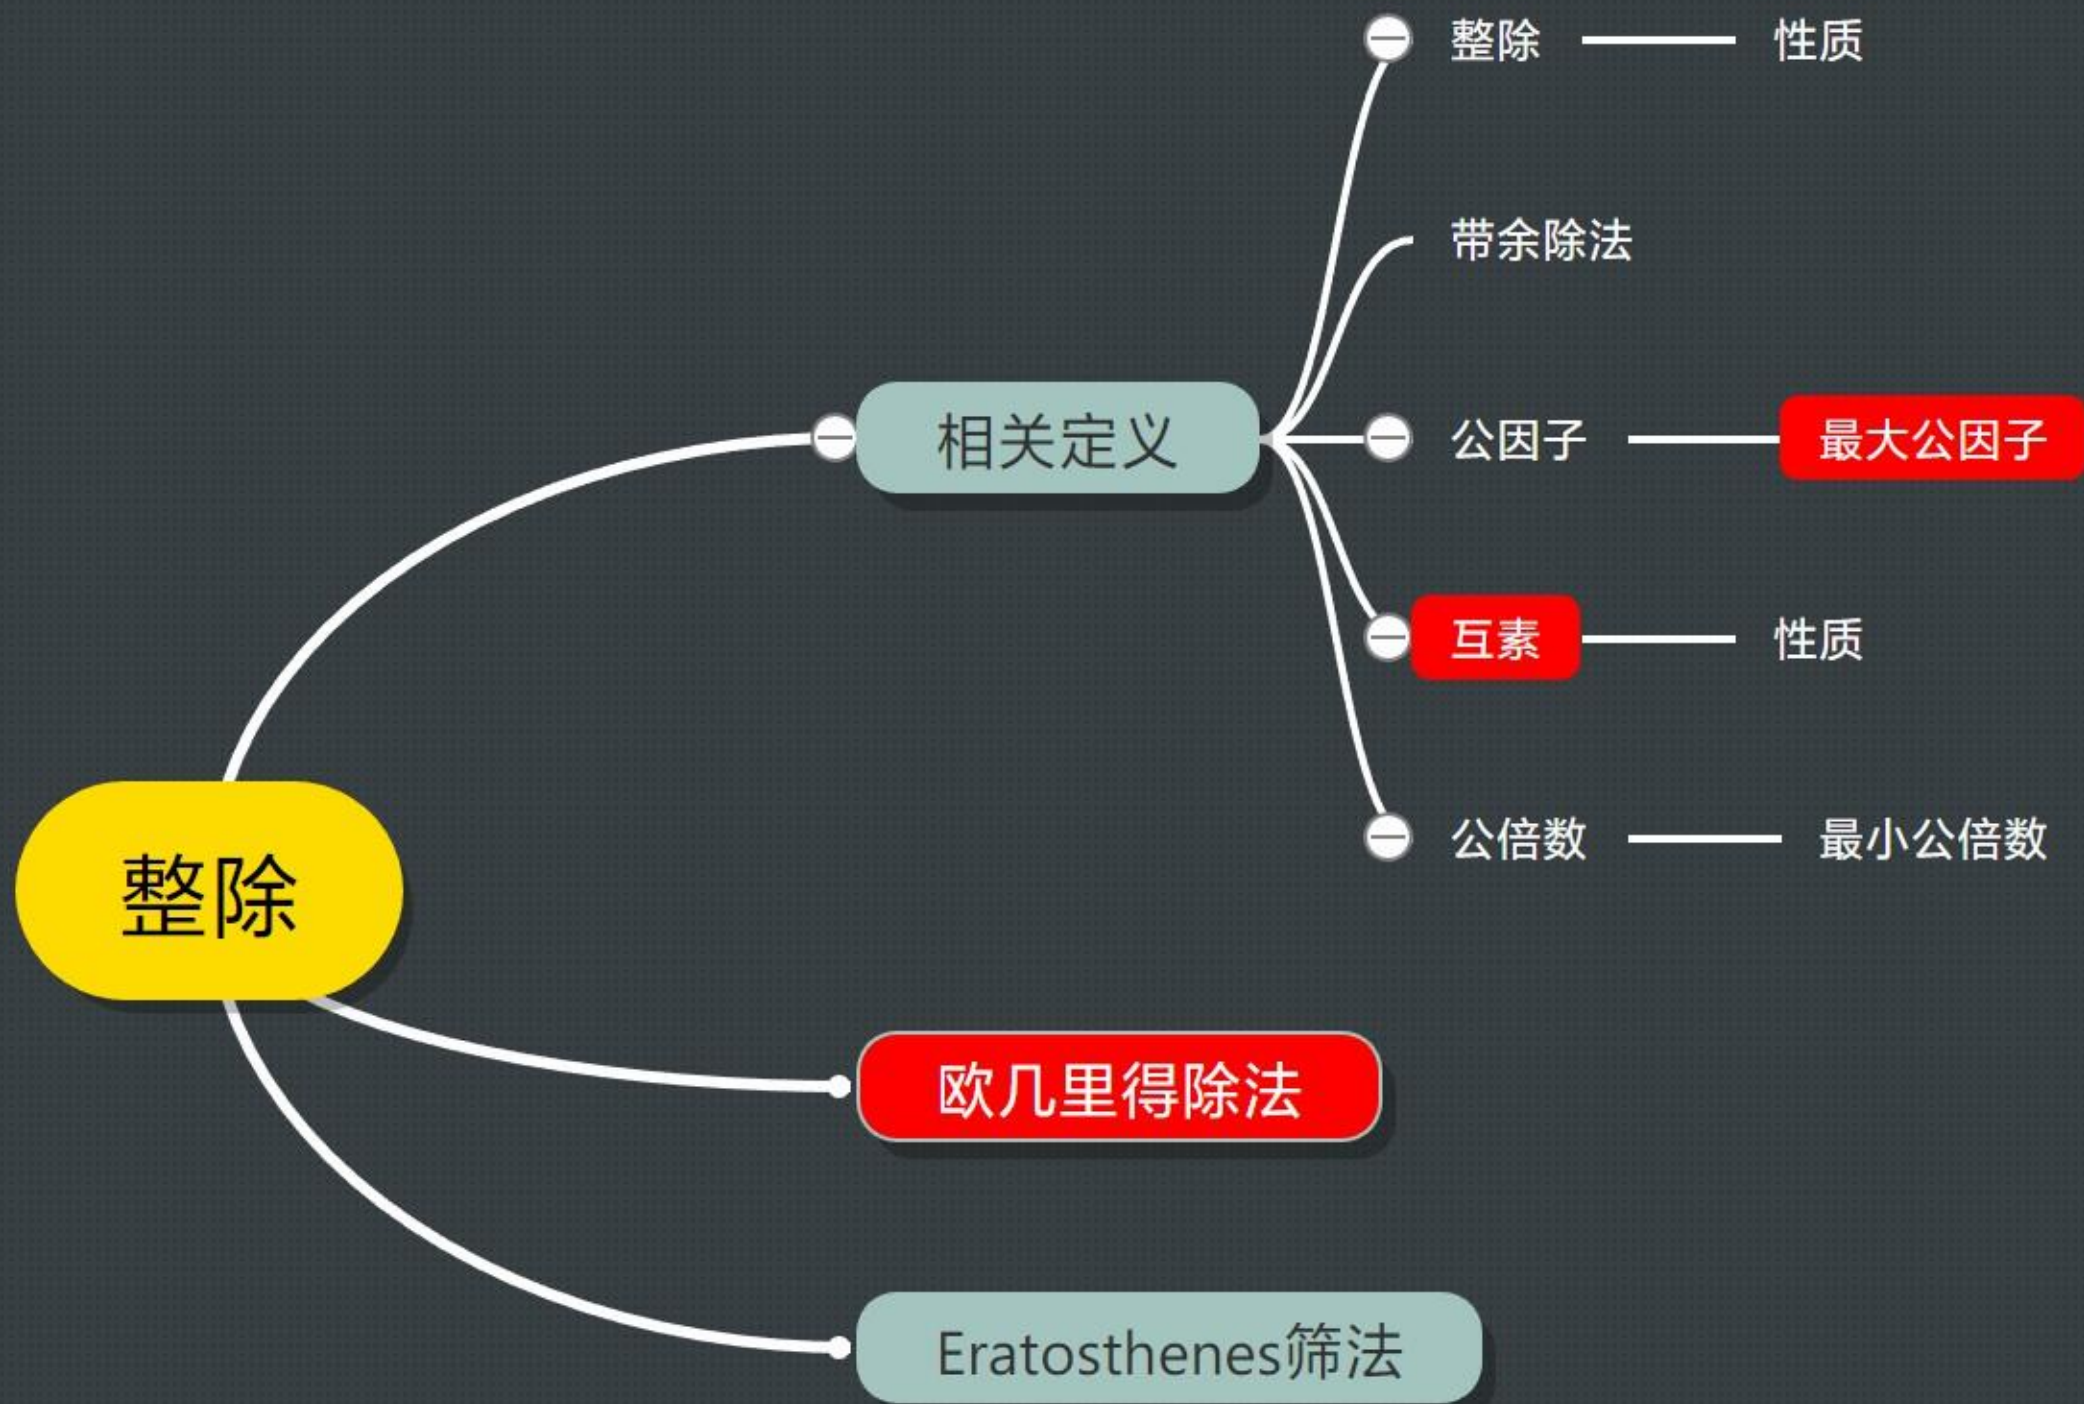 整除 性质
带余除法
相关定义
公因子 最大公因子
互素 性质
公倍数 最小公倍数
整除
欧几里得除法
Eratosthenes筛法